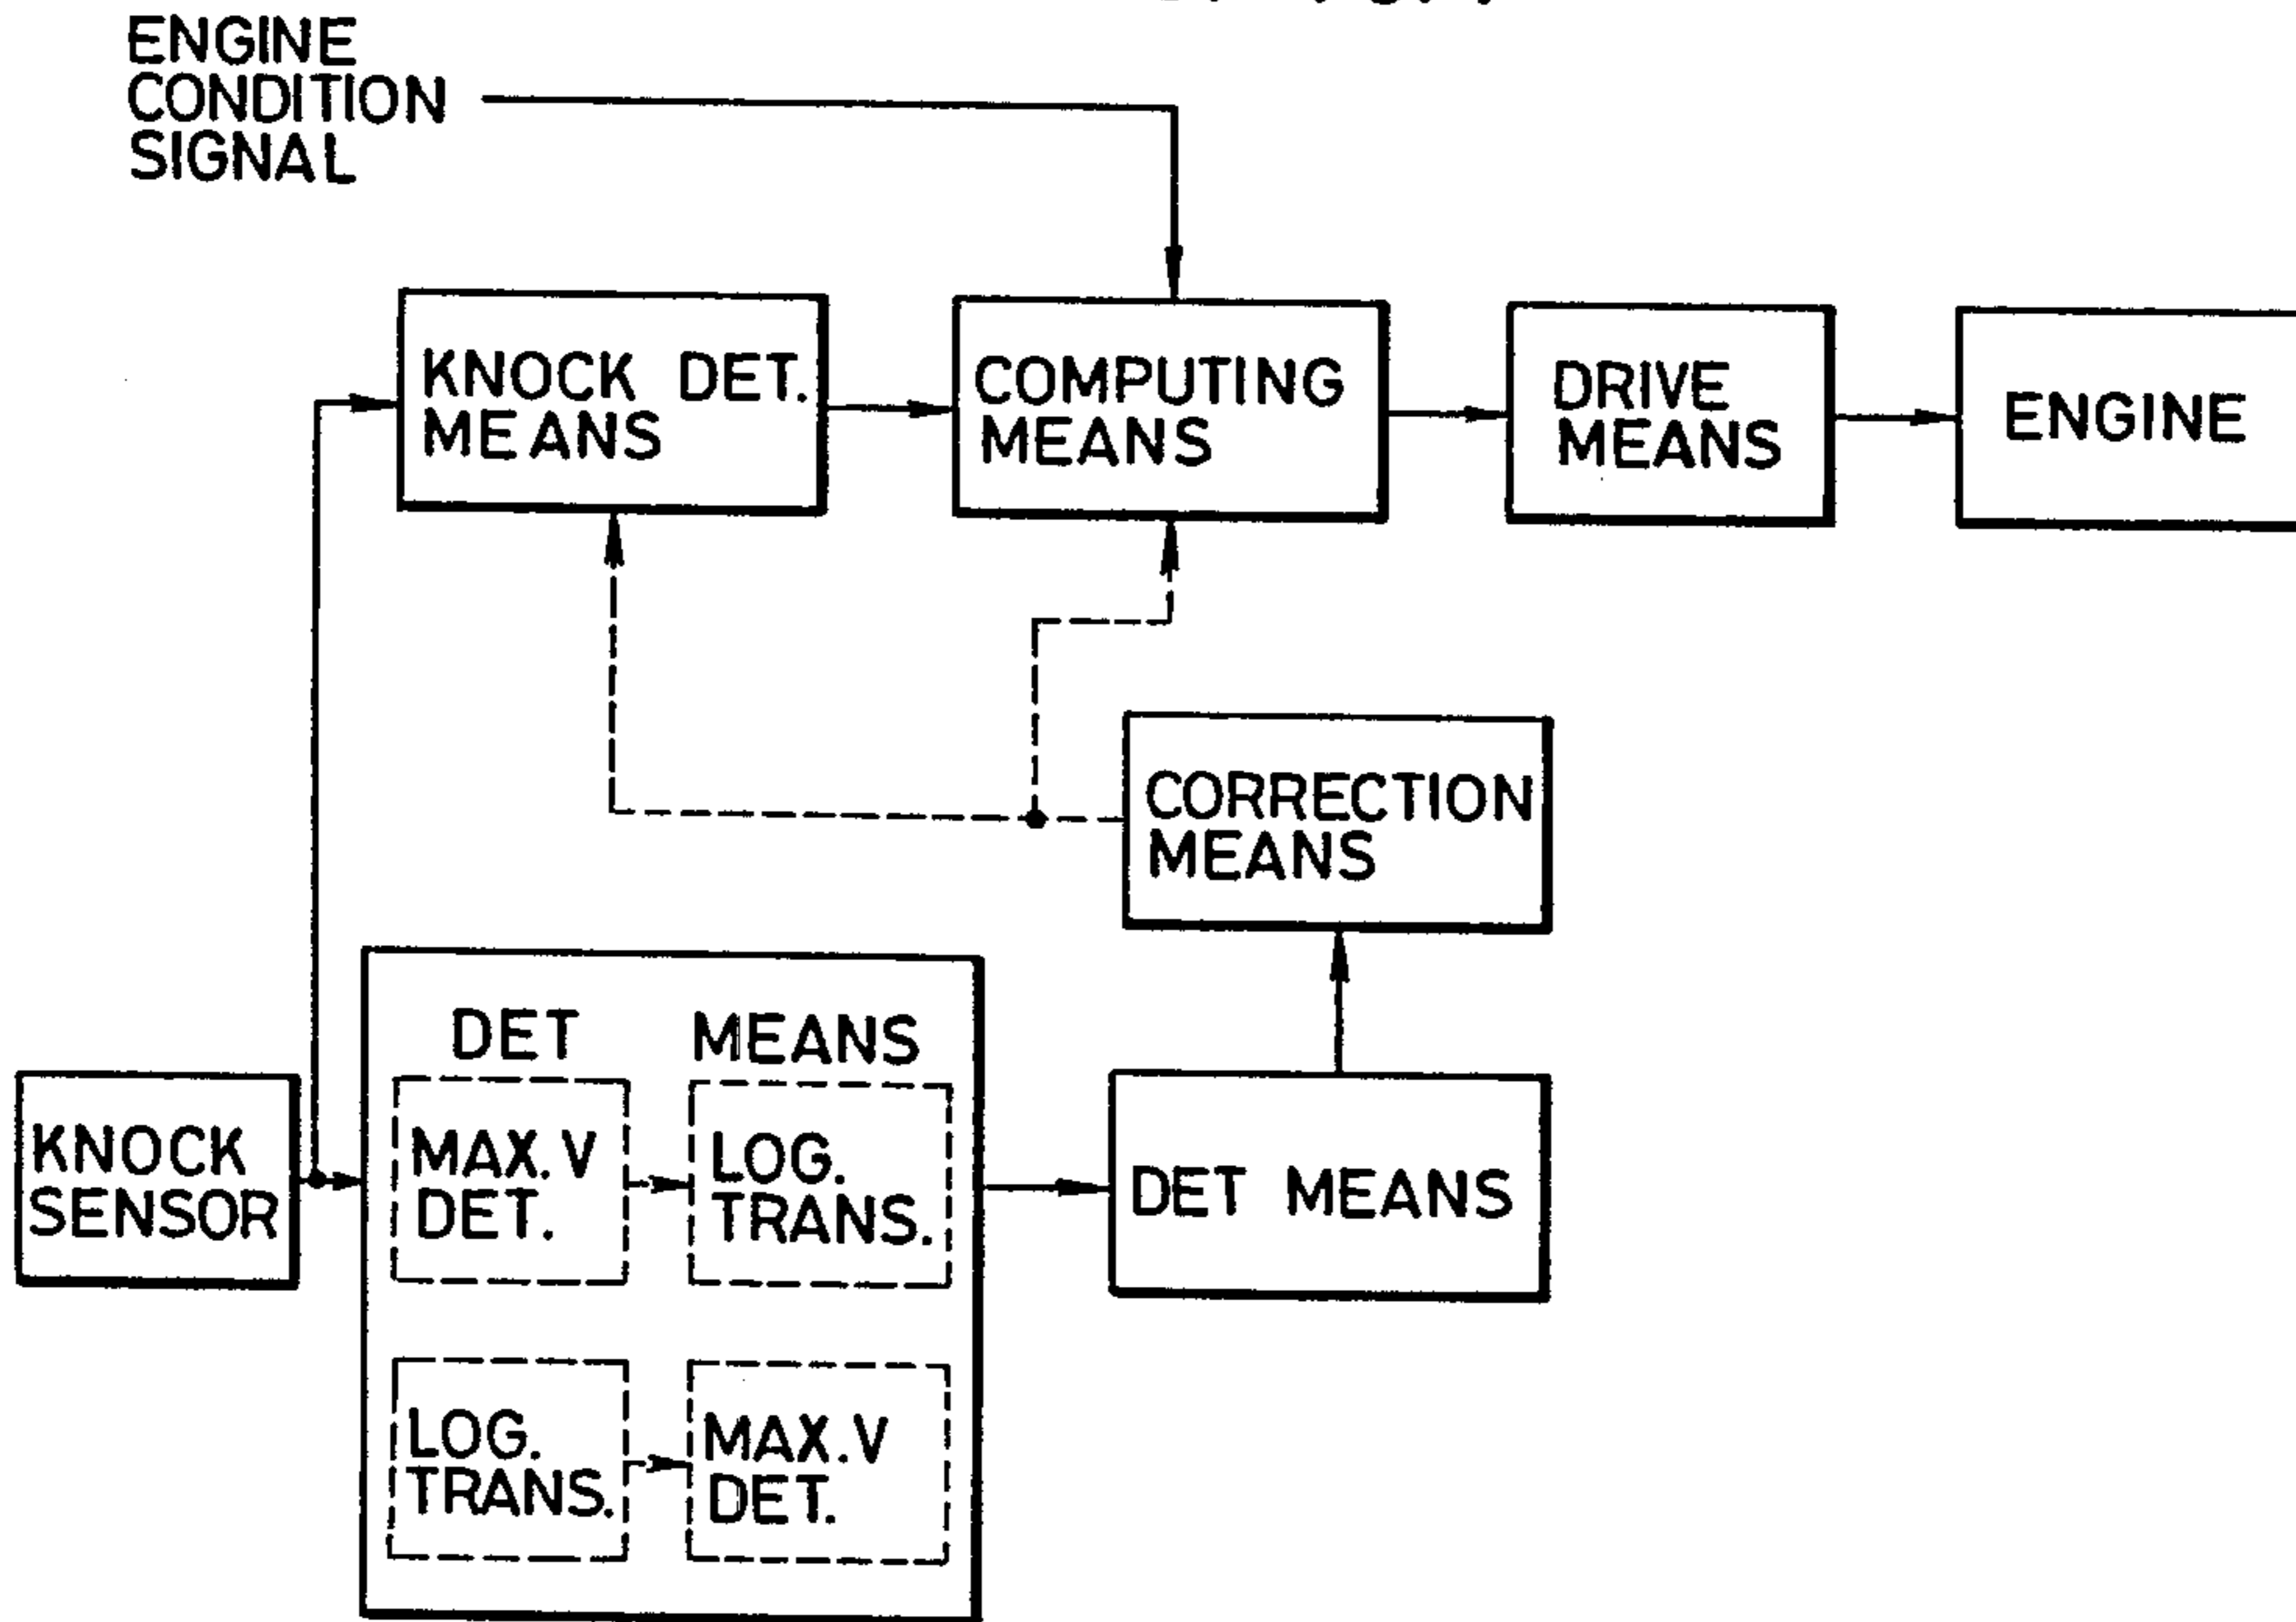 ENGINE
CONDITION
SIGNAL
KNOCK DET.
MEANS
COMPUTING
MEANS
DRIVE
MEANS
ENGINE
CORRECTION
MEANS
DET MEANS
KNOCK
SENSOR
MAX. V
DET.
LOG.
TRANS.
DET MEANS
LOG.
TRANS.
MAX. V
DET.